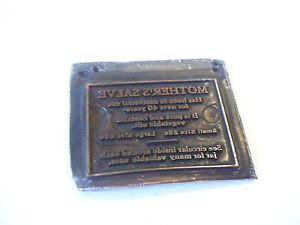 MOTHER'S SALVE
Has been in successful use
for over 40 years.
It is pure and contains
vegetable oils.
Small Size 25c Large Size 60c
See circular inside around each
jar for many valuable uses.